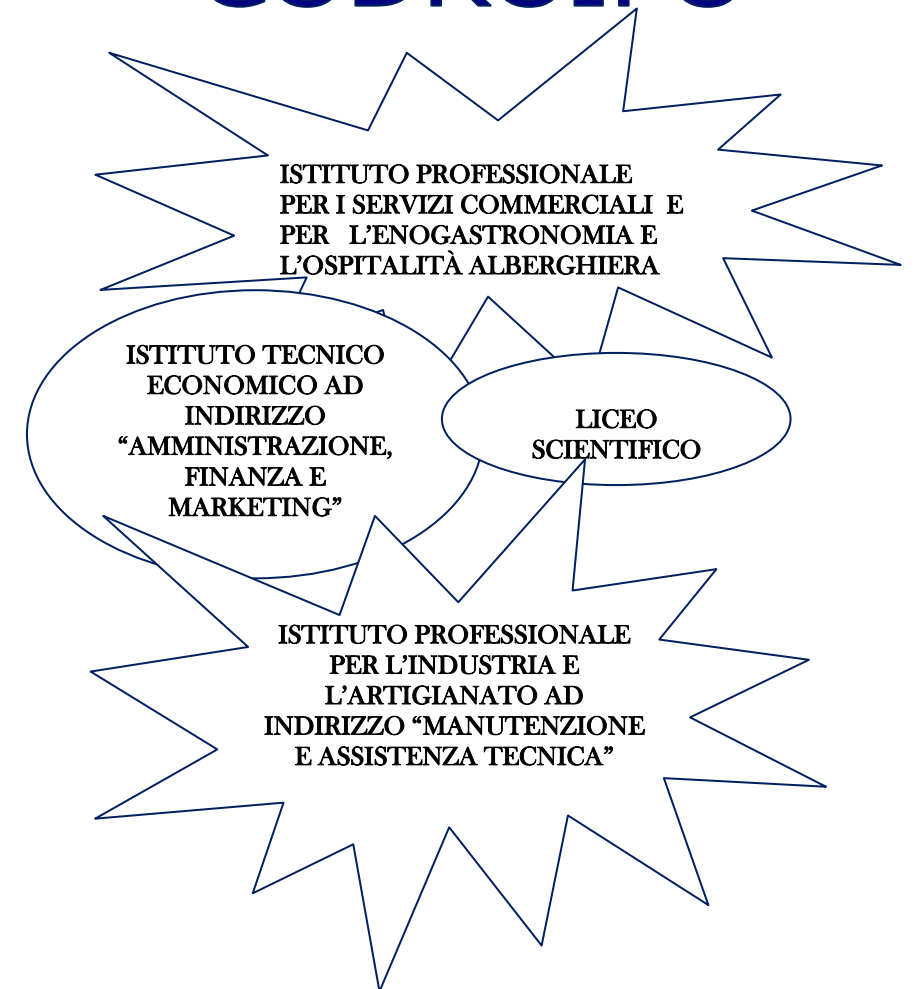 ISTITUTO PROFESSIONALE
PER I SERVIZI COMMERCIALI E
PER L’ENOGASTRONOMIA E
L’OSPITALITÀ ALBERGHIERA
ISTITUTO TECNICO
ECONOMICO AD
INDIRIZZO
“AMMINISTRAZIONE,
FINANZA E
MARKETING”
LICEO
SCIENTIFICO
ISTITUTO PROFESSIONALE
PER L’INDUSTRIA E
L’ARTIGIANATO AD
INDIRIZZO “MANUTENZIONE
E ASSISTENZA TECNICA”